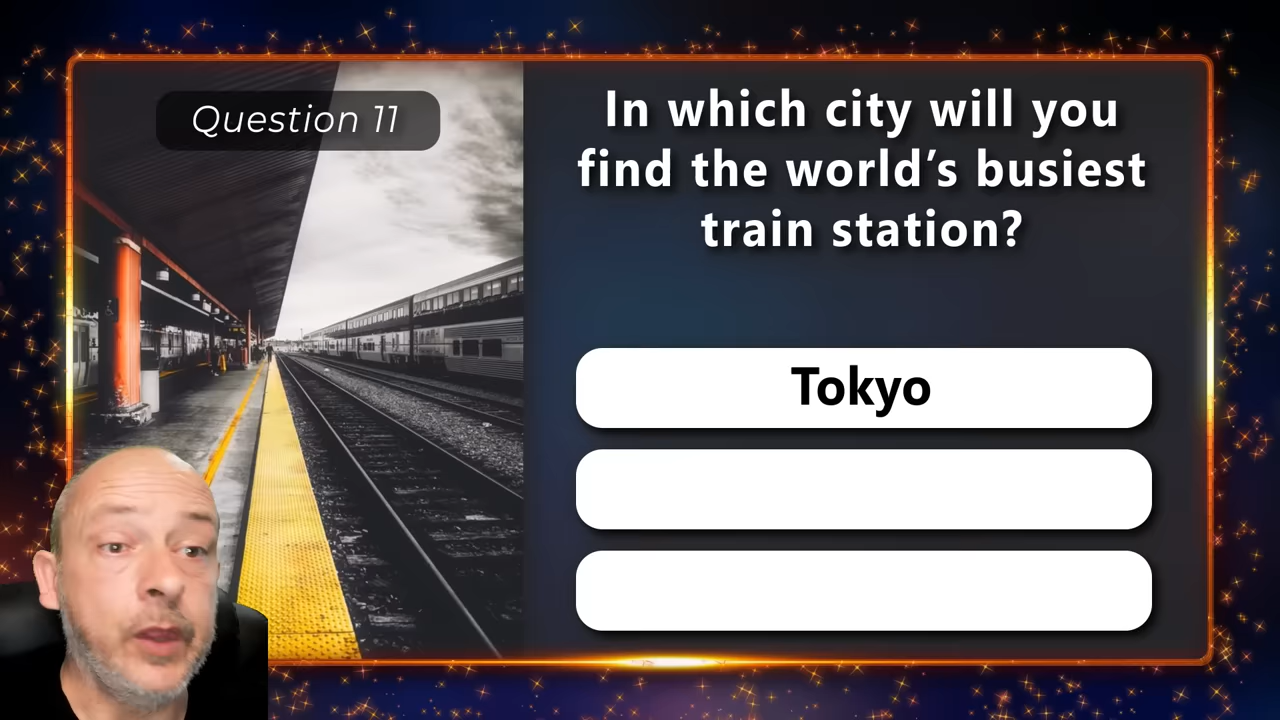 Question 11
In which city will you
find the world’s busiest
train station?
Tokyo